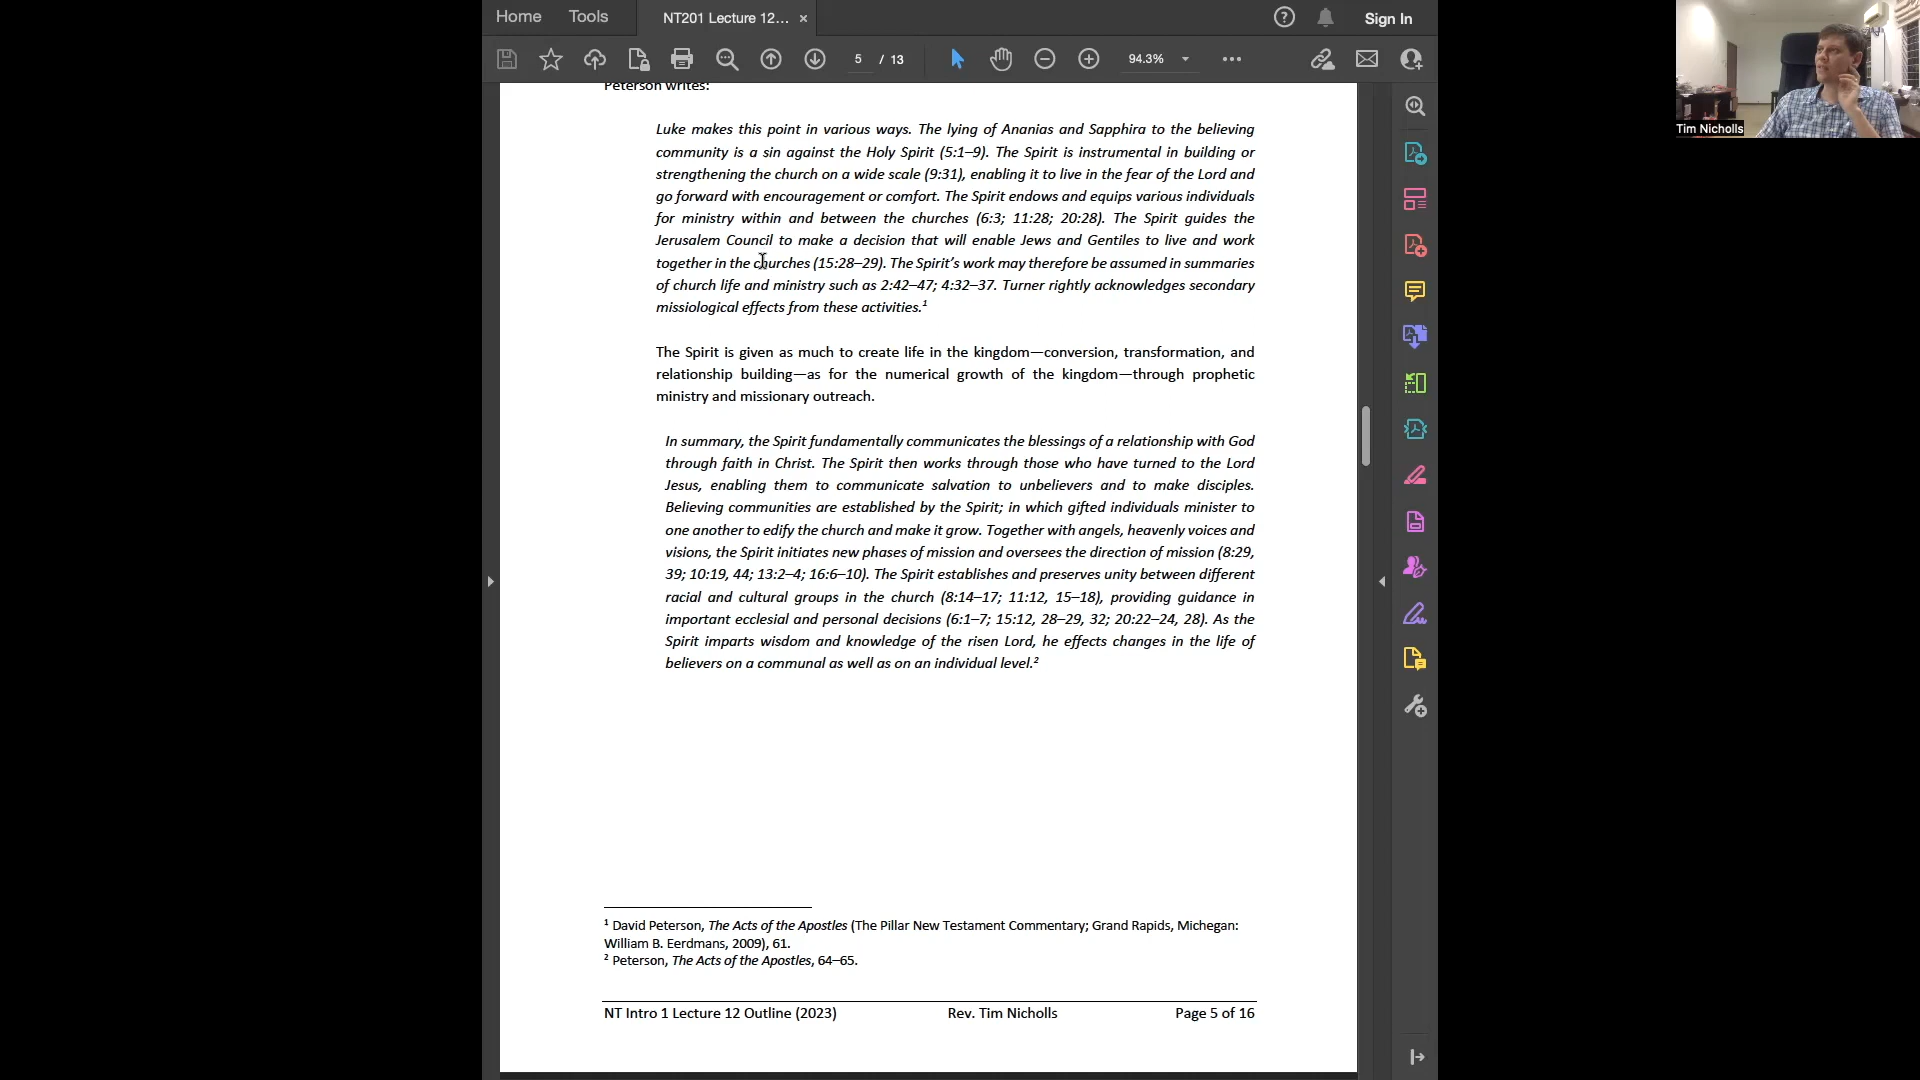 Home Tools NT201 Lecture 12... × Sign In
5 / 13 94.3%
Tim Nicholls
Peterson writes:
Luke makes this point in various ways. The lying of Ananias and Sapphira to the believing
community is a sin against the Holy Spirit (5:1–9). The Spirit is instrumental in building or
strengthening the church on a wide scale (9:31), enabling it to live in the fear of the Lord and
go forward with encouragement or comfort. The Spirit endows and equips various individuals
for ministry within and between the churches (6:3; 11:28; 20:28). The Spirit guides the
Jerusalem Council to make a decision that will enable Jews and Gentiles to live and work
together in the churches (15:28–29). The Spirit’s work may therefore be assumed in summaries
of church life and ministry such as 2:42–47; 4:32–37. Turner rightly acknowledges secondary
missiological effects from these activities.¹
The Spirit is given as much to create life in the kingdom—conversion, transformation, and
relationship building—as for the numerical growth of the kingdom—through prophetic
ministry and missionary outreach.
In summary, the Spirit fundamentally communicates the blessings of a relationship with God
through faith in Christ. The Spirit then works through those who have turned to the Lord
Jesus, enabling them to communicate salvation to unbelievers and to make disciples.
Believing communities are established by the Spirit; in which gifted individuals minister to
one another to edify the church and make it grow. Together with angels, heavenly voices and
visions, the Spirit initiates new phases of mission and oversees the direction of mission (8:29,
39; 10:19, 44; 13:2–4; 16:6–10). The Spirit establishes and preserves unity between different
racial and cultural groups in the church (8:14–17; 11:12, 15–18), providing guidance in
important ecclesial and personal decisions (6:1–7; 15:12, 28–29, 32; 20:22–24, 28). As the
Spirit imparts wisdom and knowledge of the risen Lord, he effects changes in the life of
believers on a communal as well as on an individual level.²
¹ David Peterson, The Acts of the Apostles (The Pillar New Testament Commentary; Grand Rapids, Michegan:
William B. Eerdmans, 2009), 61.
² Peterson, The Acts of the Apostles, 64–65.
NT Intro 1 Lecture 12 Outline (2023) Rev. Tim Nicholls Page 5 of 16